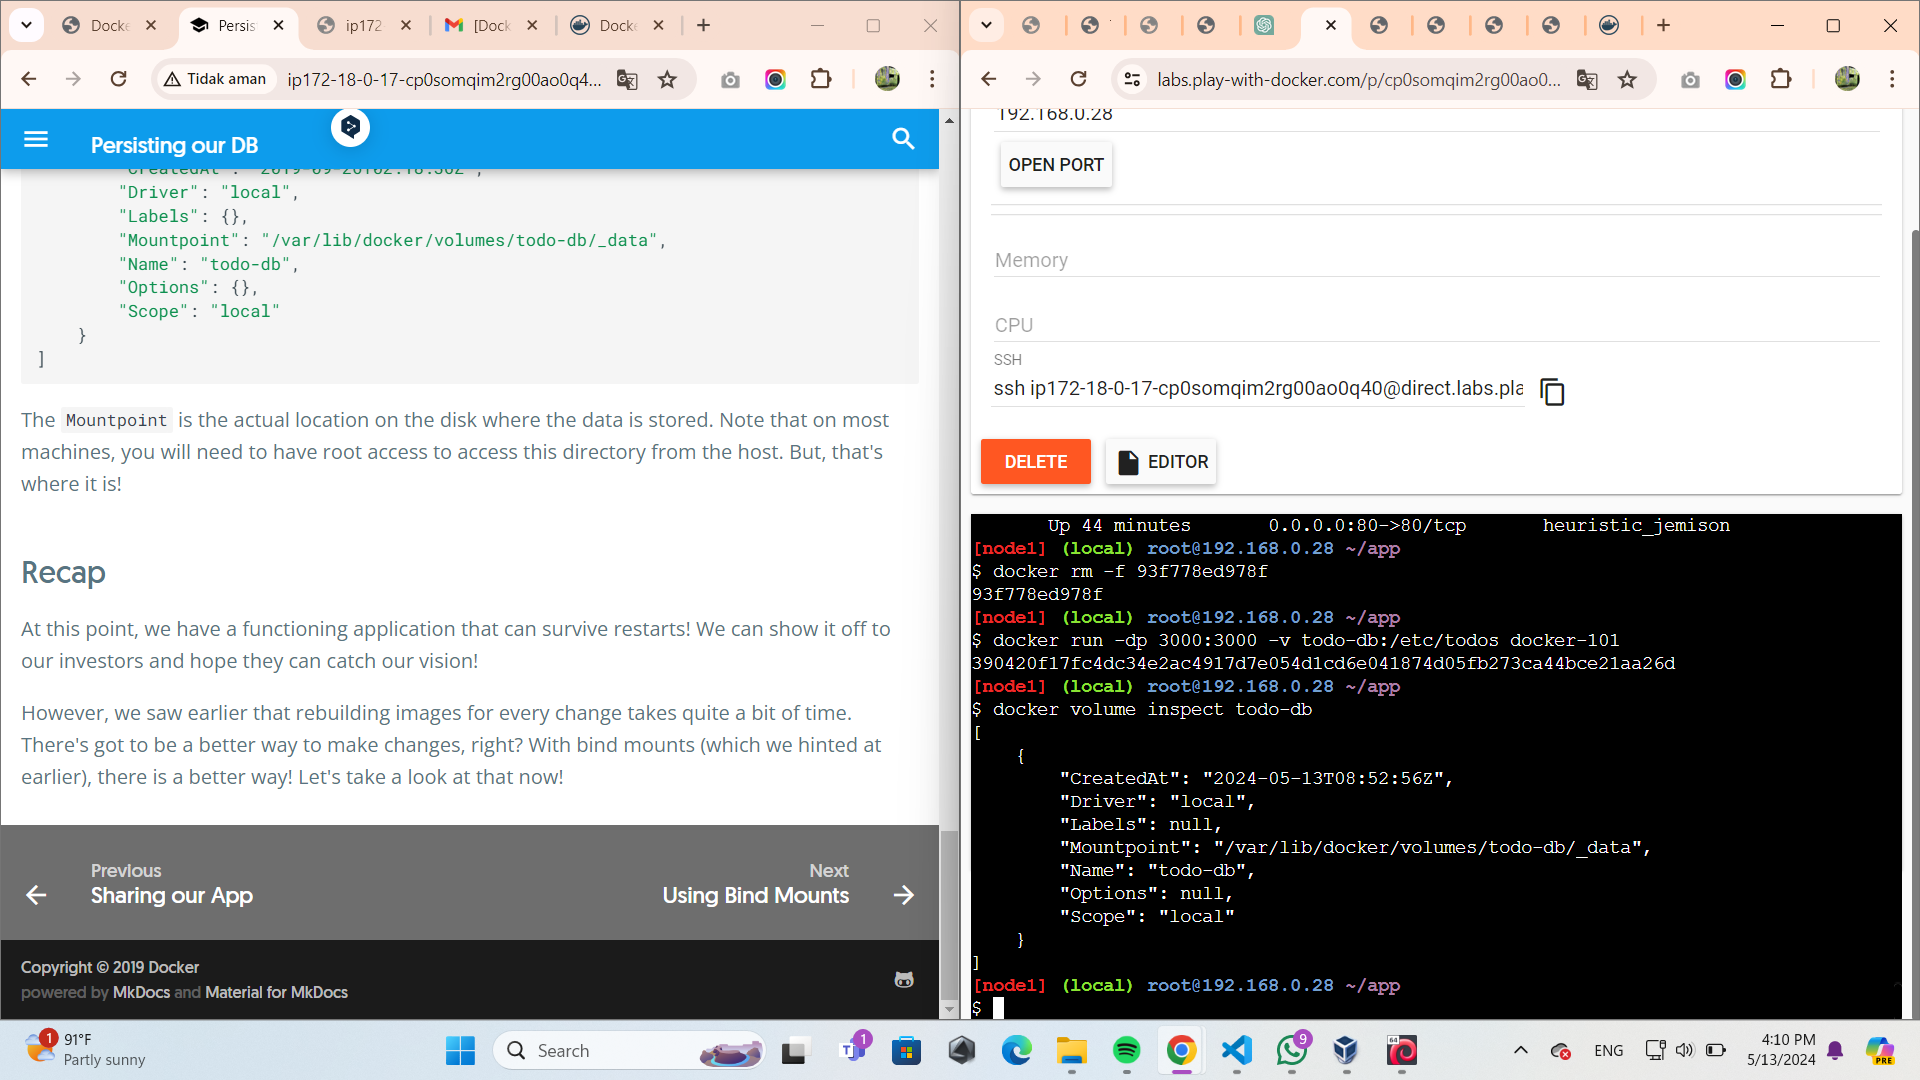 Docke
Persis
ip172
[Dock
Docke
Tidak aman
ip172-18-0-17-cp0somqim2rg00ao0q4...
Persisting our DB
"CreatedAt": "2019-09-26T02:18:36Z",
"Driver": "local",
"Labels": {},
"Mountpoint": "/var/lib/docker/volumes/todo-db/_data",
"Name": "todo-db",
"Options": {},
"Scope": "local"
}
]
The Mountpoint is the actual location on the disk where the data is stored. Note that on most
machines, you will need to have root access to access this directory from the host. But, that's
where it is!
Recap
At this point, we have a functioning application that can survive restarts! We can show it off to
our investors and hope they can catch our vision!
However, we saw earlier that rebuilding images for every change takes quite a bit of time.
There's got to be a better way to make changes, right? With bind mounts (which we hinted at
earlier), there is a better way! Let's take a look at that now!
Previous
Sharing our App
Next
Using Bind Mounts
Copyright © 2019 Docker
powered by MkDocs and Material for MkDocs
labs.play-with-docker.com/p/cp0somqim2rg00ao0...
192.168.0.28
OPEN PORT
Memory
CPU
SSH
ssh ip172-18-0-17-cp0somqim2rg00ao0q40@direct.labs.pla
DELETE
EDITOR
Up 44 minutes 0.0.0.0:80->80/tcp heuristic_jemison
[node1] (local) root@192.168.0.28 ~/app
$ docker rm -f 93f778ed978f
93f778ed978f
[node1] (local) root@192.168.0.28 ~/app
$ docker run -dp 3000:3000 -v todo-db:/etc/todos docker-101
390420f17fc4dc34e2ac4917d7e054d1cd6e041874d05fb273ca44bce21aa26d
[node1] (local) root@192.168.0.28 ~/app
$ docker volume inspect todo-db
[
{
"CreatedAt": "2024-05-13T08:52:56Z",
"Driver": "local",
"Labels": null,
"Mountpoint": "/var/lib/docker/volumes/todo-db/_data",
"Name": "todo-db",
"Options": null,
"Scope": "local"
}
]
[node1] (local) root@192.168.0.28 ~/app
$
1
91°F
Partly sunny
Search
1
9
64
ENG
4:10 PM
5/13/2024
PRE